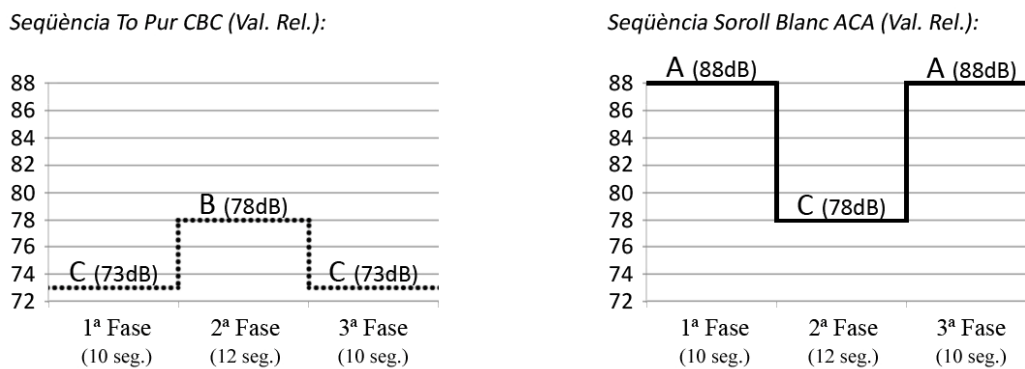 Seqüència To Pur CBC (Val. Rel.):
88
86
84
82
80
78
76
74
72
C (73dB)
B (78dB)
C (73dB)
1ª Fase
(10 seg.)
2ª Fase
(12 seg.)
3ª Fase
(10 seg.)
Seqüència Soroll Blanc ACA (Val. Rel.):
88
86
84
82
80
78
76
74
72
A (88dB)
C (78dB)
A (88dB)
1ª Fase
(10 seg.)
2ª Fase
(12 seg.)
3ª Fase
(10 seg.)